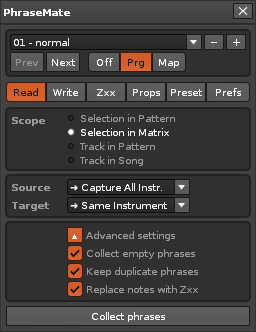 PhraseMate
01 - normal
Prev Next Off Prg Map
Read Write Zxx Props Preset Prefs
Scope Selection in Pattern
Selection in Matrix
Track in Pattern
Track in Song
Source ➜ Capture All Instr.
Target ➜ Same Instrument
Advanced settings
Collect empty phrases
Keep duplicate phrases
Replace notes with Zxx
Collect phrases